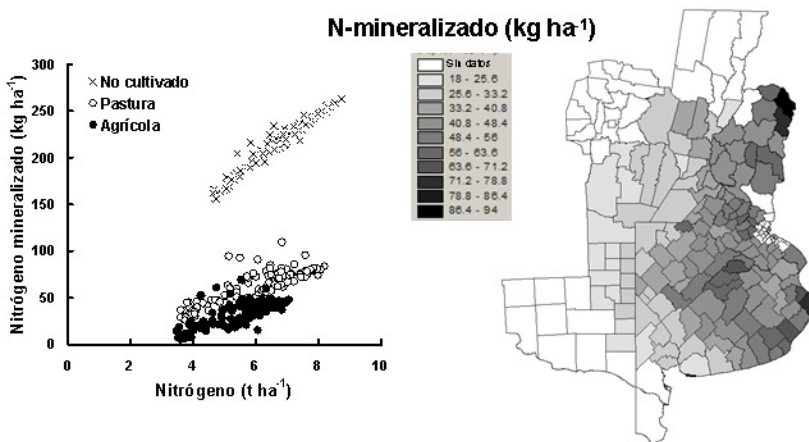 N-mineralizado (kg ha-1)
Nitrógeno mineralizado (kg ha-1)
300
250
200
150
100
50
0
× No cultivado
○ Pastura
● Agrícola
0 2 4 6 8 10
Nitrógeno (t ha-1)
Sin datos
18 - 25.6
25.6 - 33.2
33.2 - 40.8
40.8 - 48.4
48.4 - 56
56 - 63.6
63.6 - 71.2
71.2 - 78.8
78.8 - 86.4
86.4 - 94